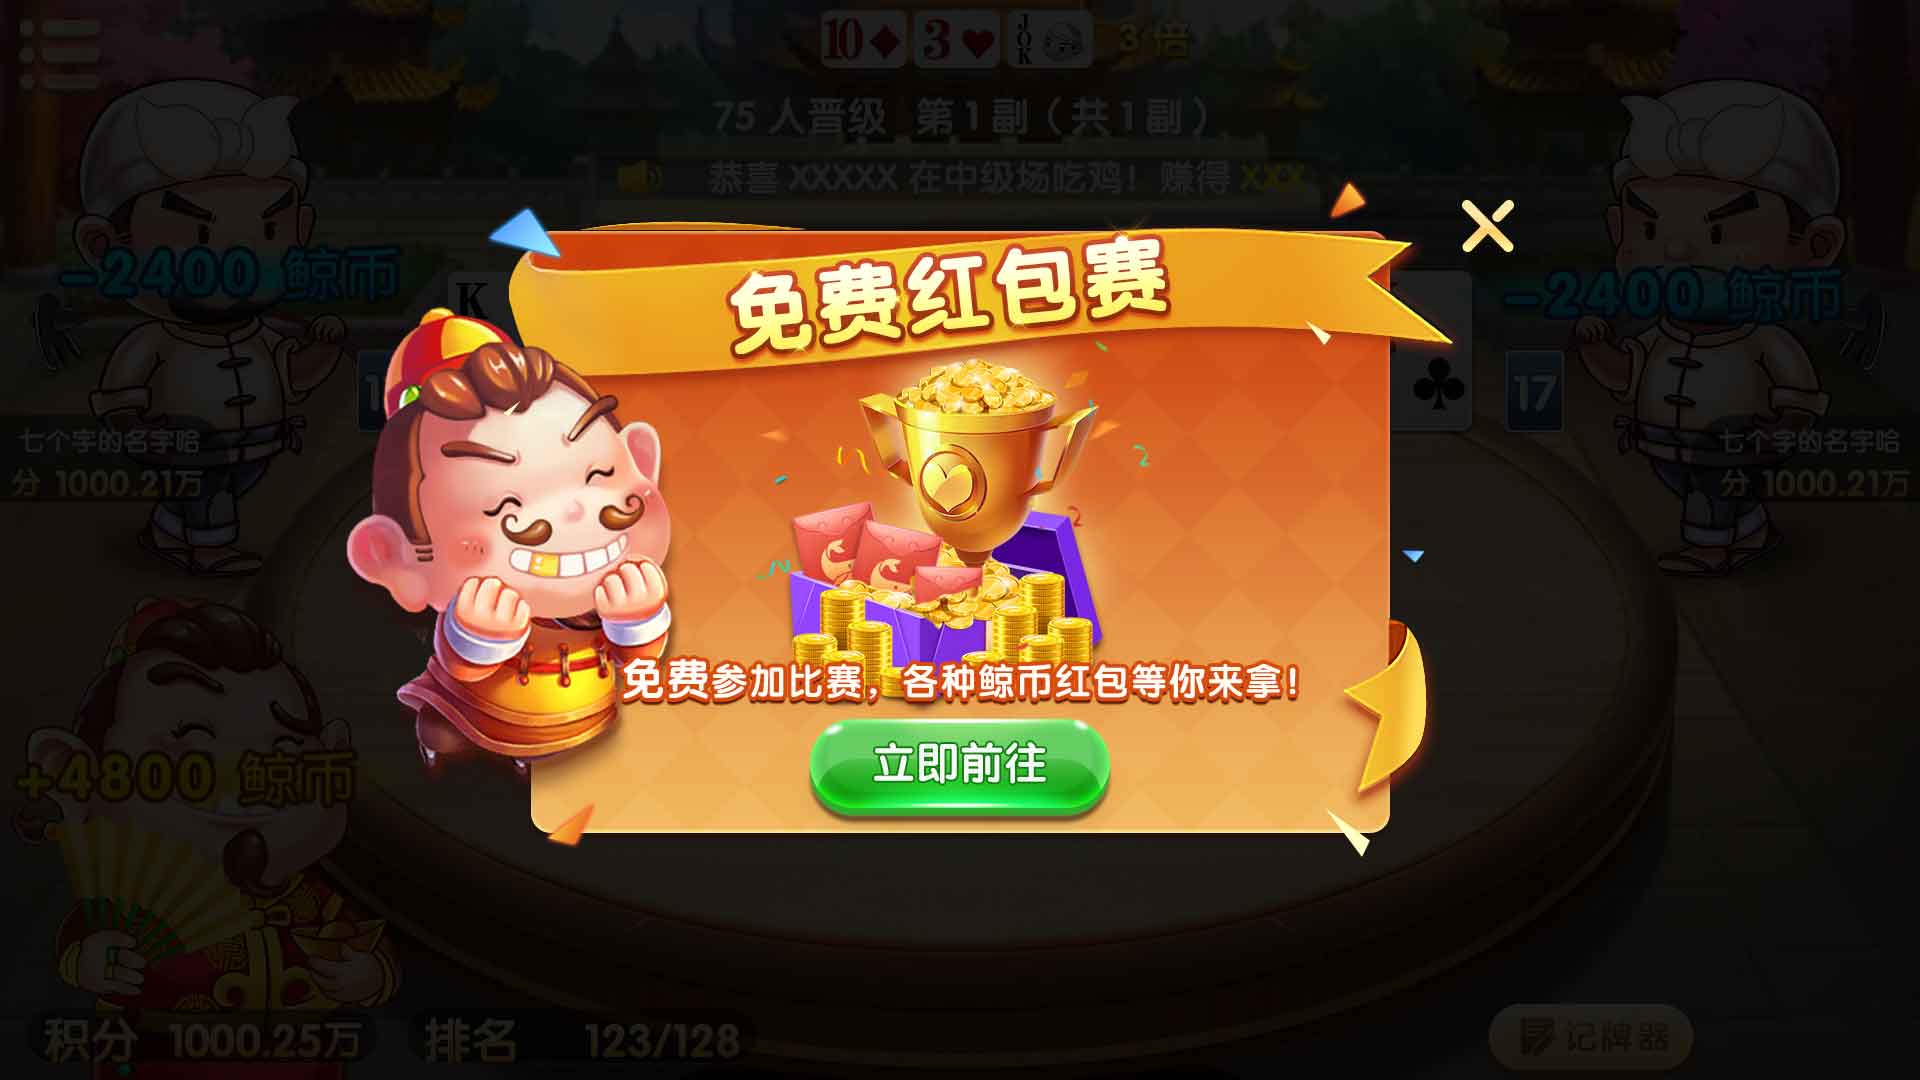 10 3 JOK 3 倍
75 人晋级 第1副（共1副）
恭喜 XXXXX 在中级场吃鸡！赚得 XXX
免费红包赛
-2400 鲸币
-2400 鲸币
K
17
七个字的名字哈
分 1000.21万
七个字的名字哈
分 1000.21万
免费参加比赛，各种鲸币红包等你来拿！
立即前往
+4800 鲸币
积分 1000.25万 排名 123/128
记牌器